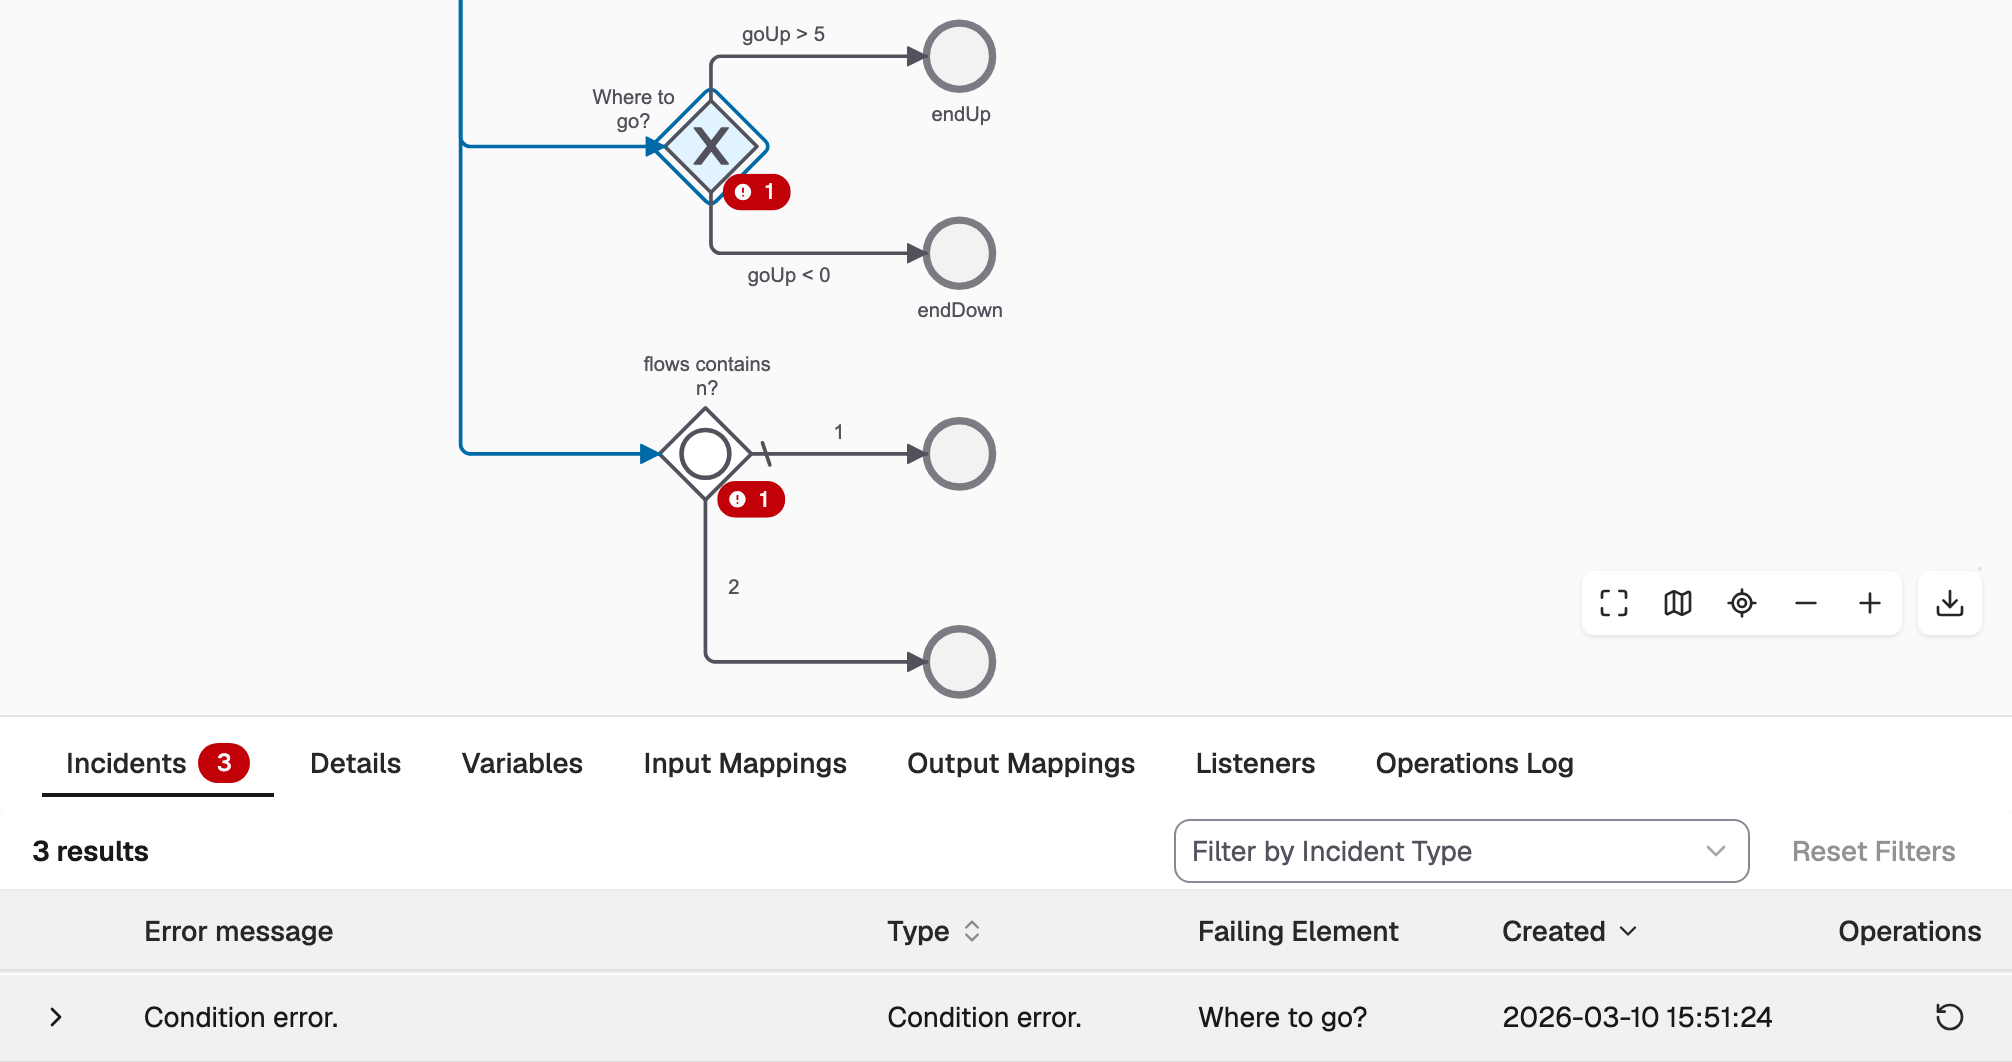 goUp > 5
Where to
go?
X
1
endUp
goUp < 0
endDown
flows contains
n?
1
1
2
Incidents 3 Details Variables Input Mappings Output Mappings Listeners Operations Log
3 results Filter by Incident Type Reset Filters
Error message Type Failing Element Created Operations
Condition error. Condition error. Where to go? 2026-03-10 15:51:24